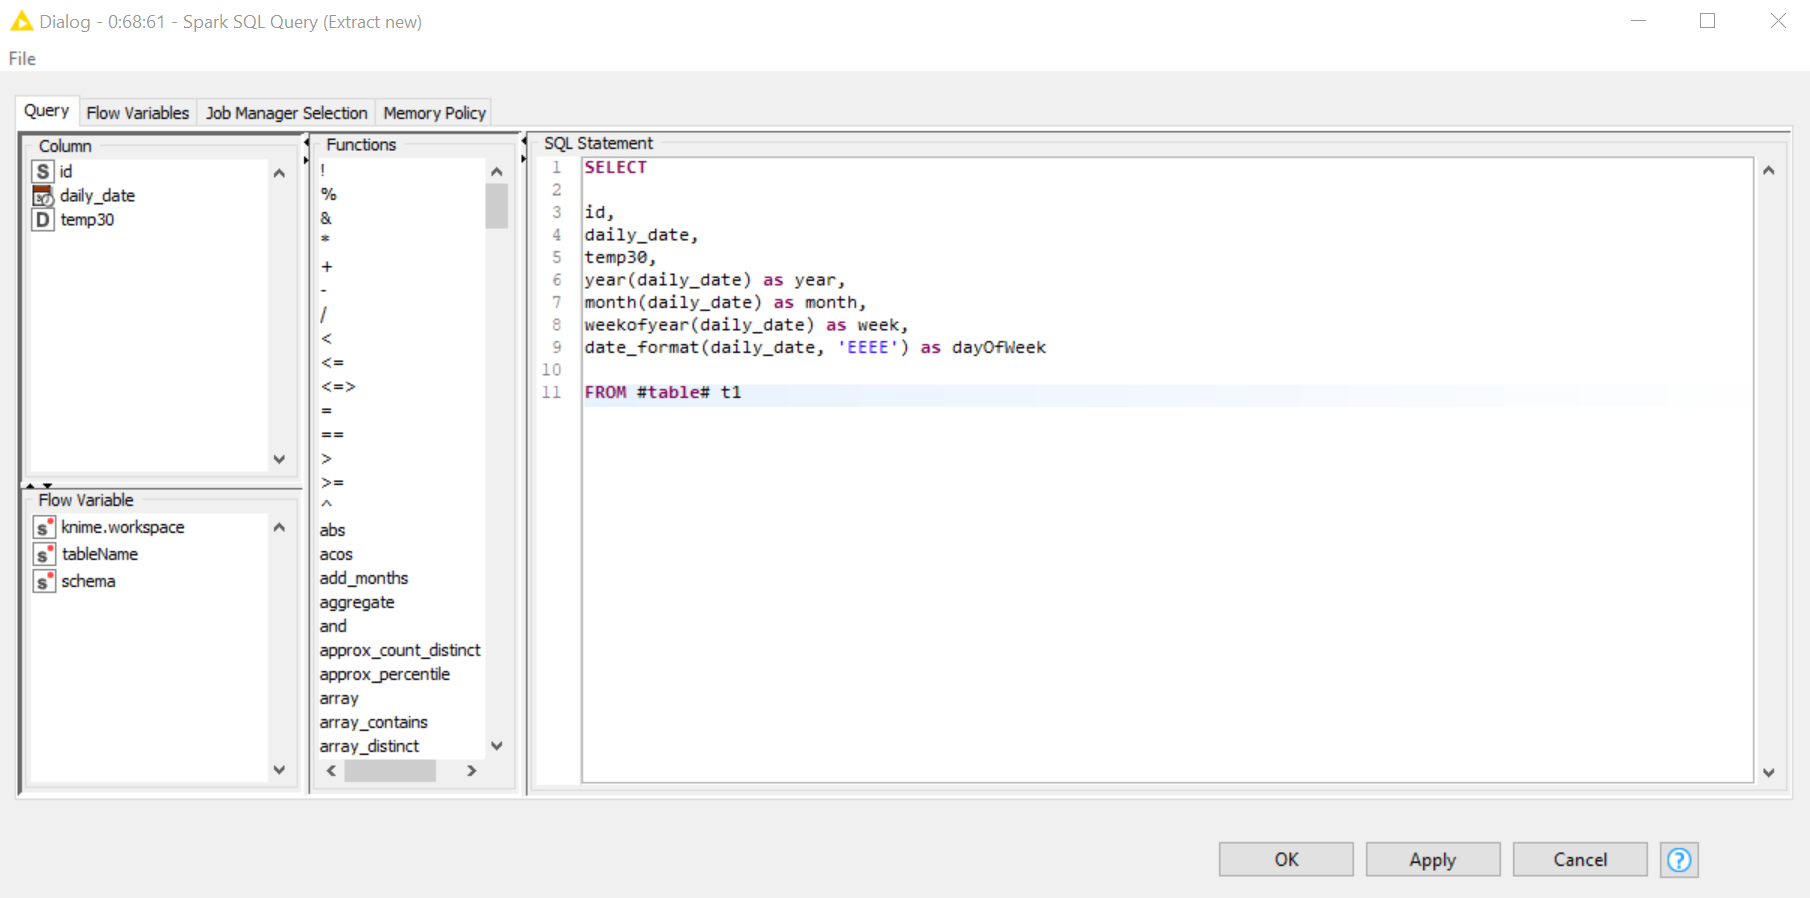 Dialog - 0:68:61 - Spark SQL Query (Extract new)
File
Query
Flow Variables
Job Manager Selection
Memory Policy
Column
S id
daily_date
D temp30
Flow Variable
s knime.workspace
s tableName
s schema
Functions
!
%
&
*
+
-
/
<
<=
<=>
=
==
>
>=
^
abs
acos
add_months
aggregate
and
approx_count_distinct
approx_percentile
array
array_contains
array_distinct
SQL Statement
1 SELECT
2
3 id,
4 daily_date,
5 temp30,
6 year(daily_date) as year,
7 month(daily_date) as month,
8 weekofyear(daily_date) as week,
9 date_format(daily_date, 'EEEE') as dayOfWeek
10
11 FROM #table# t1
OK
Apply
Cancel
?